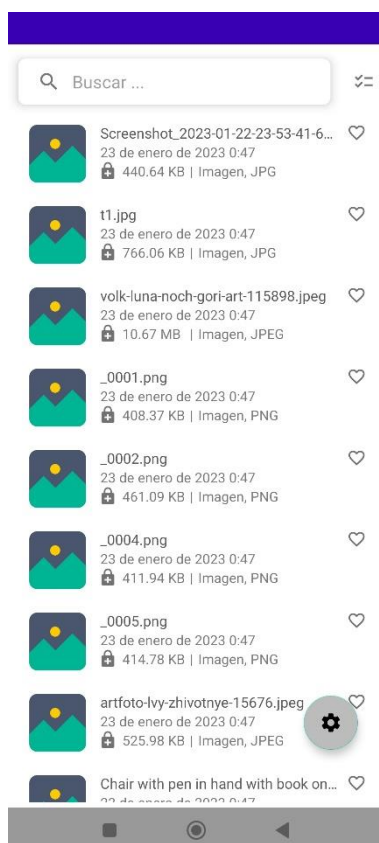 Buscar ...
Screenshot_2023-01-22-23-53-41-6...
23 de enero de 2023 0:47
440.64 KB | Imagen, JPG
t1.jpg
23 de enero de 2023 0:47
766.06 KB | Imagen, JPG
volk-luna-noch-gori-art-115898.jpeg
23 de enero de 2023 0:47
10.67 MB | Imagen, JPEG
_0001.png
23 de enero de 2023 0:47
408.37 KB | Imagen, PNG
_0002.png
23 de enero de 2023 0:47
461.09 KB | Imagen, PNG
_0004.png
23 de enero de 2023 0:47
411.94 KB | Imagen, PNG
_0005.png
23 de enero de 2023 0:47
414.78 KB | Imagen, PNG
artfoto-lvy-zhivotnye-15676.jpeg
23 de enero de 2023 0:47
525.98 KB | Imagen, JPEG
Chair with pen in hand with book on...
23 de enero de 2023 0:47